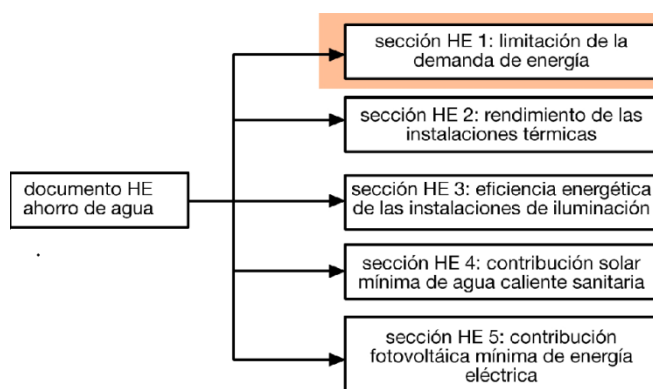 sección HE 1: limitación de la
demanda de energía
sección HE 2: rendimiento de las
instalaciones térmicas
documento HE
ahorro de agua
sección HE 3: eficiencia energética
de las instalaciones de iluminación
.
sección HE 4: contribución solar
mínima de agua caliente sanitaria
sección HE 5: contribución
fotovoltáica mínima de energía
eléctrica